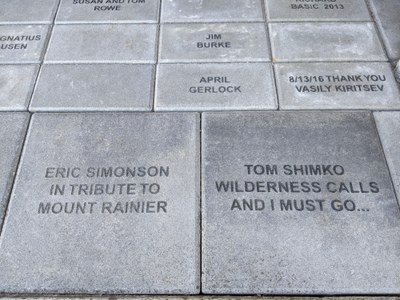 SUSAN AND TOM
ROWE
BASIC 2013
IGNATIUS
JIM
BURKE
APRIL
GERLOCK
8/13/16 THANK YOU
VASILY KIRITSEV
ERIC SIMONSON
IN TRIBUTE TO
MOUNT RAINIER
TOM SHIMKO
WILDERNESS CALLS
AND I MUST GO...